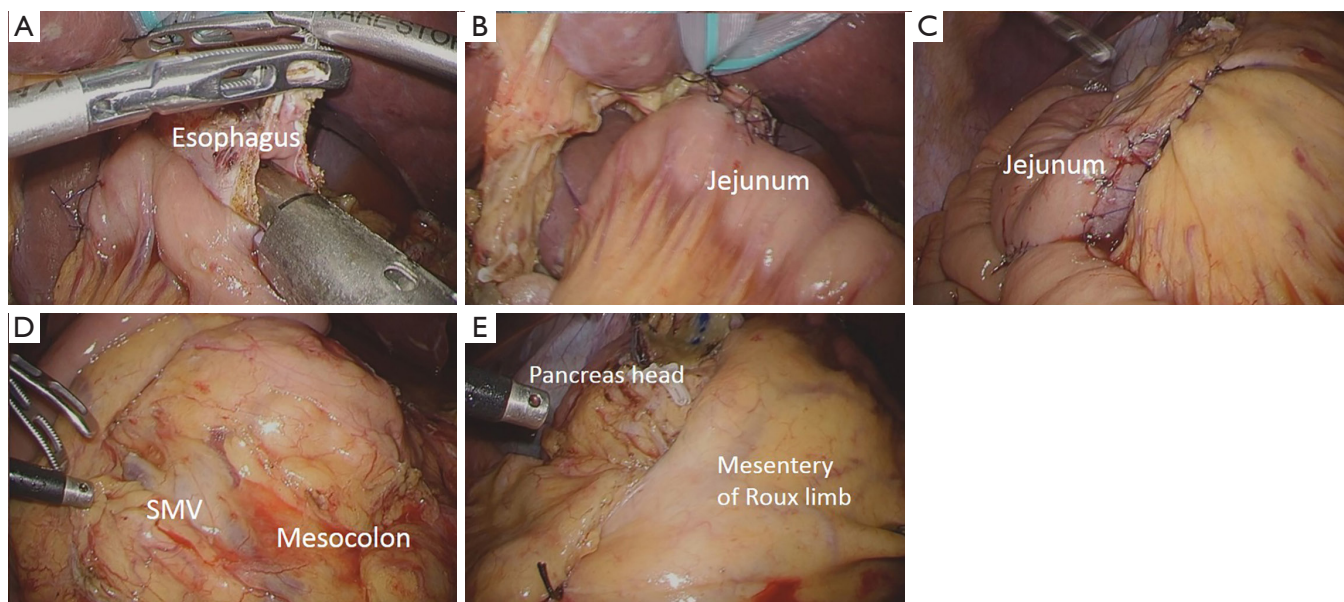 A
Esophagus
B
Jejunum
C
Jejunum
D
SMV
Mesocolon
E
Pancreas head
Mesentery
of Roux limb